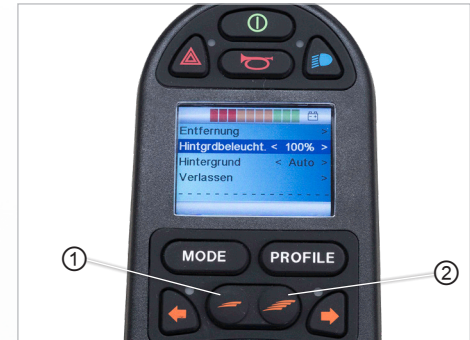 Entfernung >
Hintgrdbeleucht. < 100% >
Hintergrund < Auto >
Verlassen >
MODE PROFILE
1
2